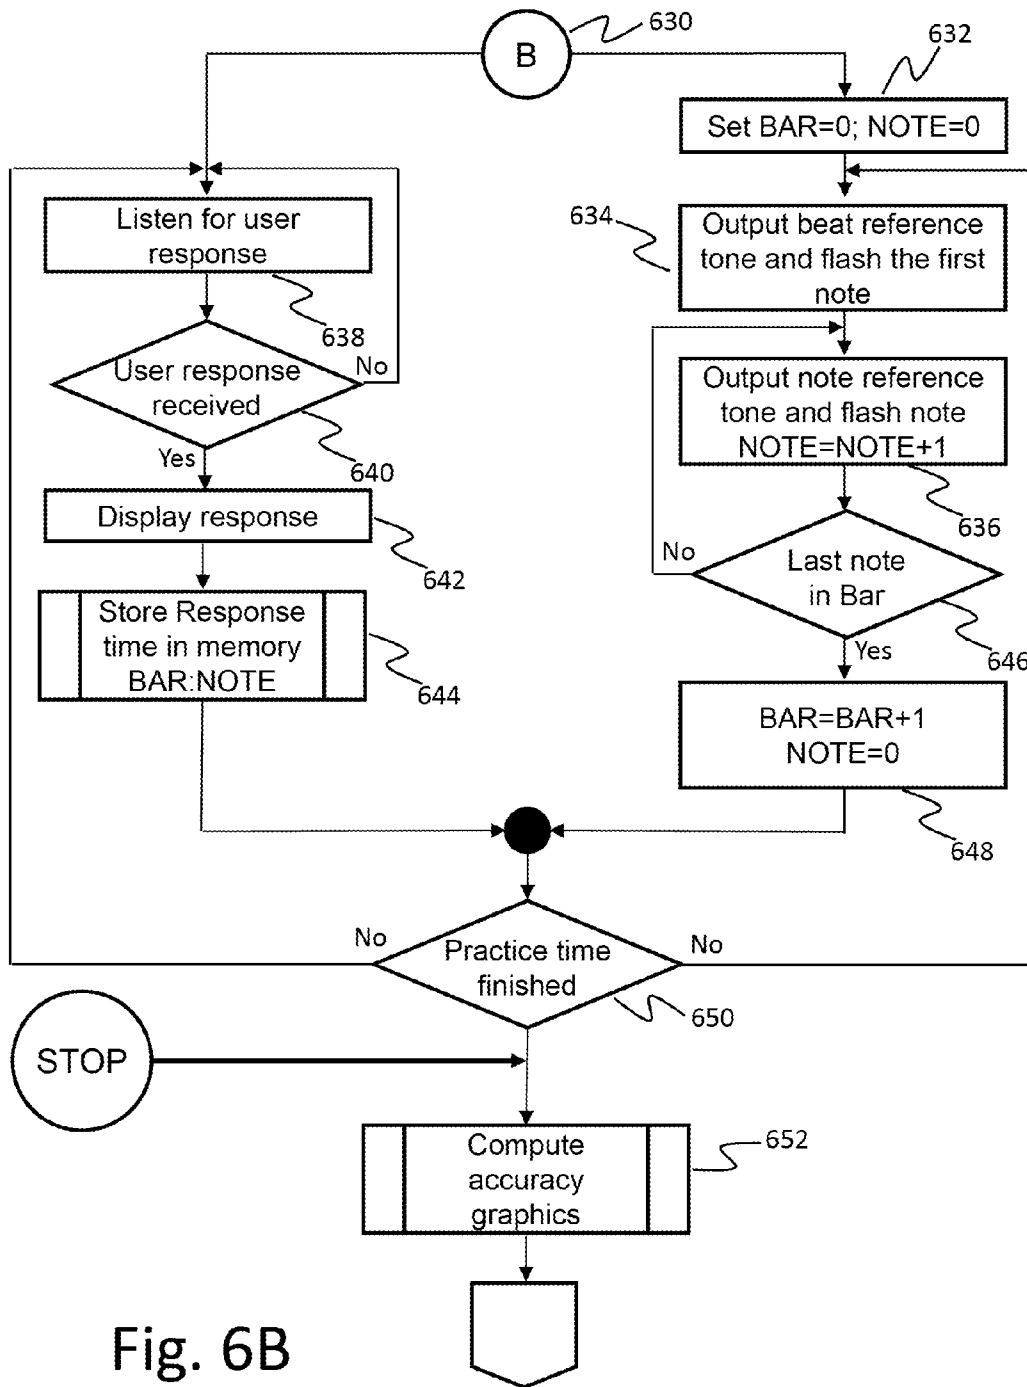 B
630
632
Set BAR=0; NOTE=0
Listen for user
response
638
634
Output beat reference
tone and flash the first
note
User response
received
No
Yes
640
Output note reference
tone and flash note
NOTE=NOTE+1
636
Display response
642
Last note
in Bar
No
Yes
646
Store Response
time in memory
BAR:NOTE
644
BAR=BAR+1
NOTE=0
648
Practice time
finished
No
No
650
STOP
Compute
accuracy
graphics
652
Fig. 6B